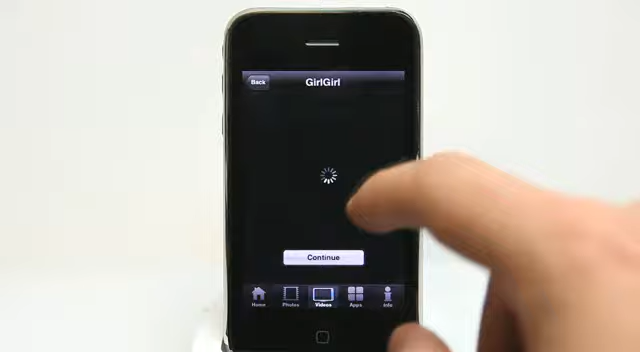 Back
GirlGirl
Continue
Home
Photos
Videos
Apps
Info